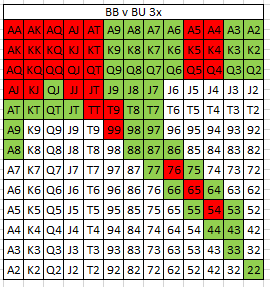 BB v BU 3x
AA AK AQ AJ AT A9 A8 A7 A6 A5 A4 A3 A2
AK KK KQ KJ KT K9 K8 K7 K6 K5 K4 K3 K2
AQ KQ QQ QJ QT Q9 Q8 Q7 Q6 Q5 Q4 Q3 Q2
AJ KJ QJ JJ JT J9 J8 J7 J6 J5 J4 J3 J2
AT KT QT JT TT T9 T8 T7 T6 T5 T4 T3 T2
A9 K9 Q9 J9 T9 99 98 97 96 95 94 93 92
A8 K8 Q8 J8 T8 98 88 87 86 85 84 83 82
A7 K7 Q7 J7 T7 97 87 77 76 75 74 73 72
A6 K6 Q6 J6 T6 96 86 76 66 65 64 63 62
A5 K5 Q5 J5 T5 95 85 75 65 55 54 53 52
A4 K4 Q4 J4 T4 94 84 74 64 54 44 43 42
A3 K3 Q3 J3 T3 93 83 73 63 53 43 33 32
A2 K2 Q2 J2 T2 92 82 72 62 52 42 32 22